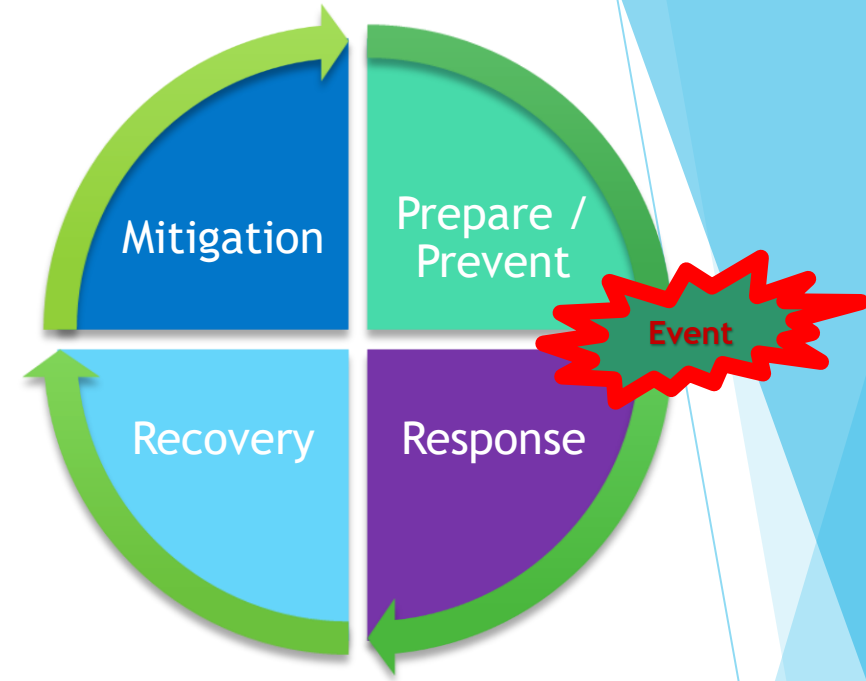 Mitigation
Prepare /
Prevent
Event
Recovery
Response